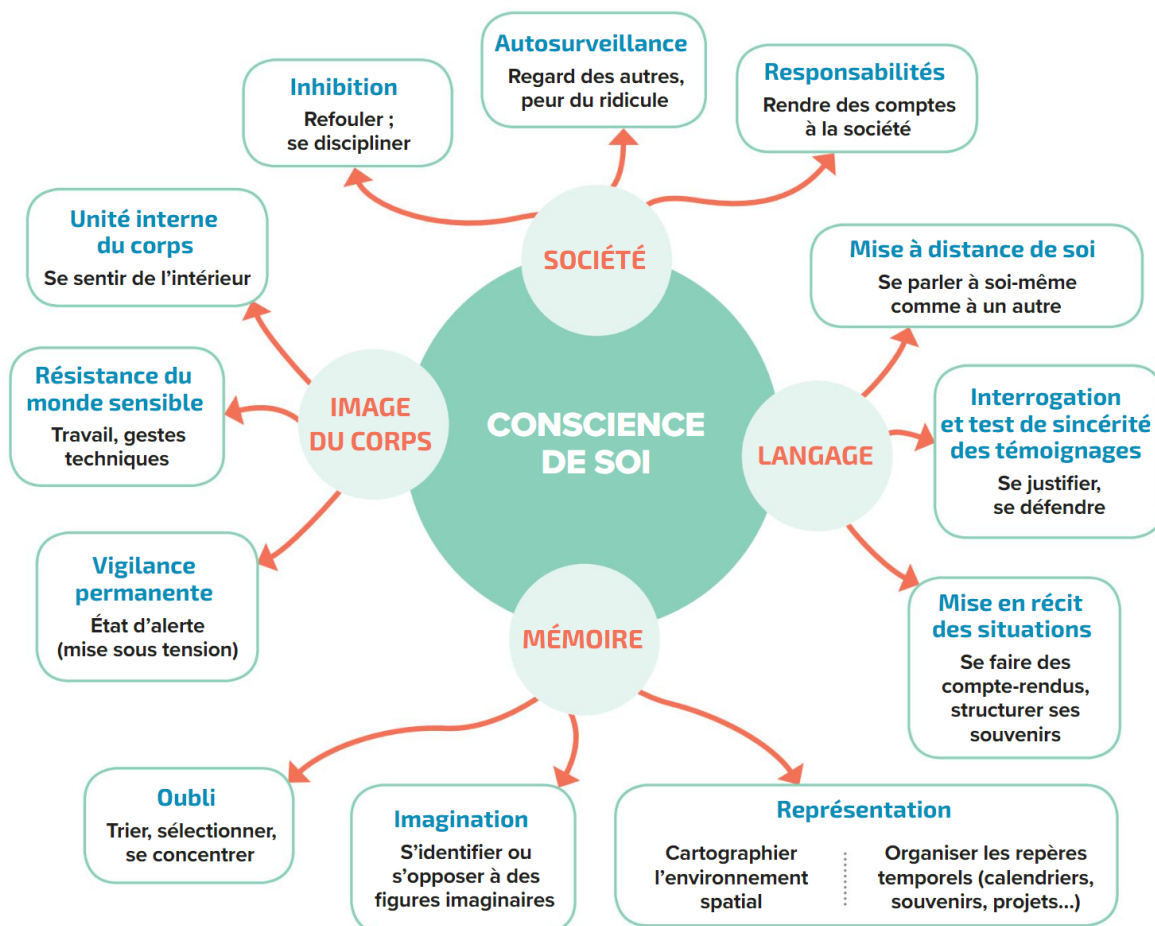 CONSCIENCE
DE SOI
SOCIÉTÉ
Inhibition
Refouler ;
se discipliner
Autosurveillance
Regard des autres,
peur du ridicule
Responsabilités
Rendre des comptes
à la société
LANGAGE
Mise à distance de soi
Se parler à soi-même
comme à un autre
Interrogation
et test de sincérité
des témoignages
Se justifier,
se défendre
Mise en récit
des situations
Se faire des
compte-rendus,
structurer ses
souvenirs
MÉMOIRE
Représentation
Cartographier
l’environnement
spatial
Organiser les repères
temporels (calendriers,
souvenirs, projets...)
Imagination
S’identifier ou
s’opposer à des
figures imaginaires
Oubli
Trier, sélectionner,
se concentrer
IMAGE
DU CORPS
Unité interne
du corps
Se sentir de l’intérieur
Résistance du
monde sensible
Travail, gestes
techniques
Vigilance
permanente
État d’alerte
(mise sous tension)